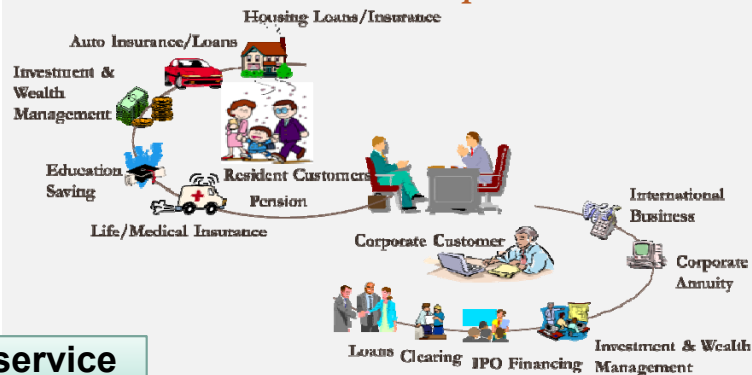 Housing Loans/Insurance
Auto Insurance/Loans
Investment &
Wealth
Management
Education
Saving
Resident Customers
Pension
Life/Medical Insurance
International
Business
Corporate Customer
Corporate
Annuity
Loans
Clearing
IPO Financing
Investment & Wealth
Management
service